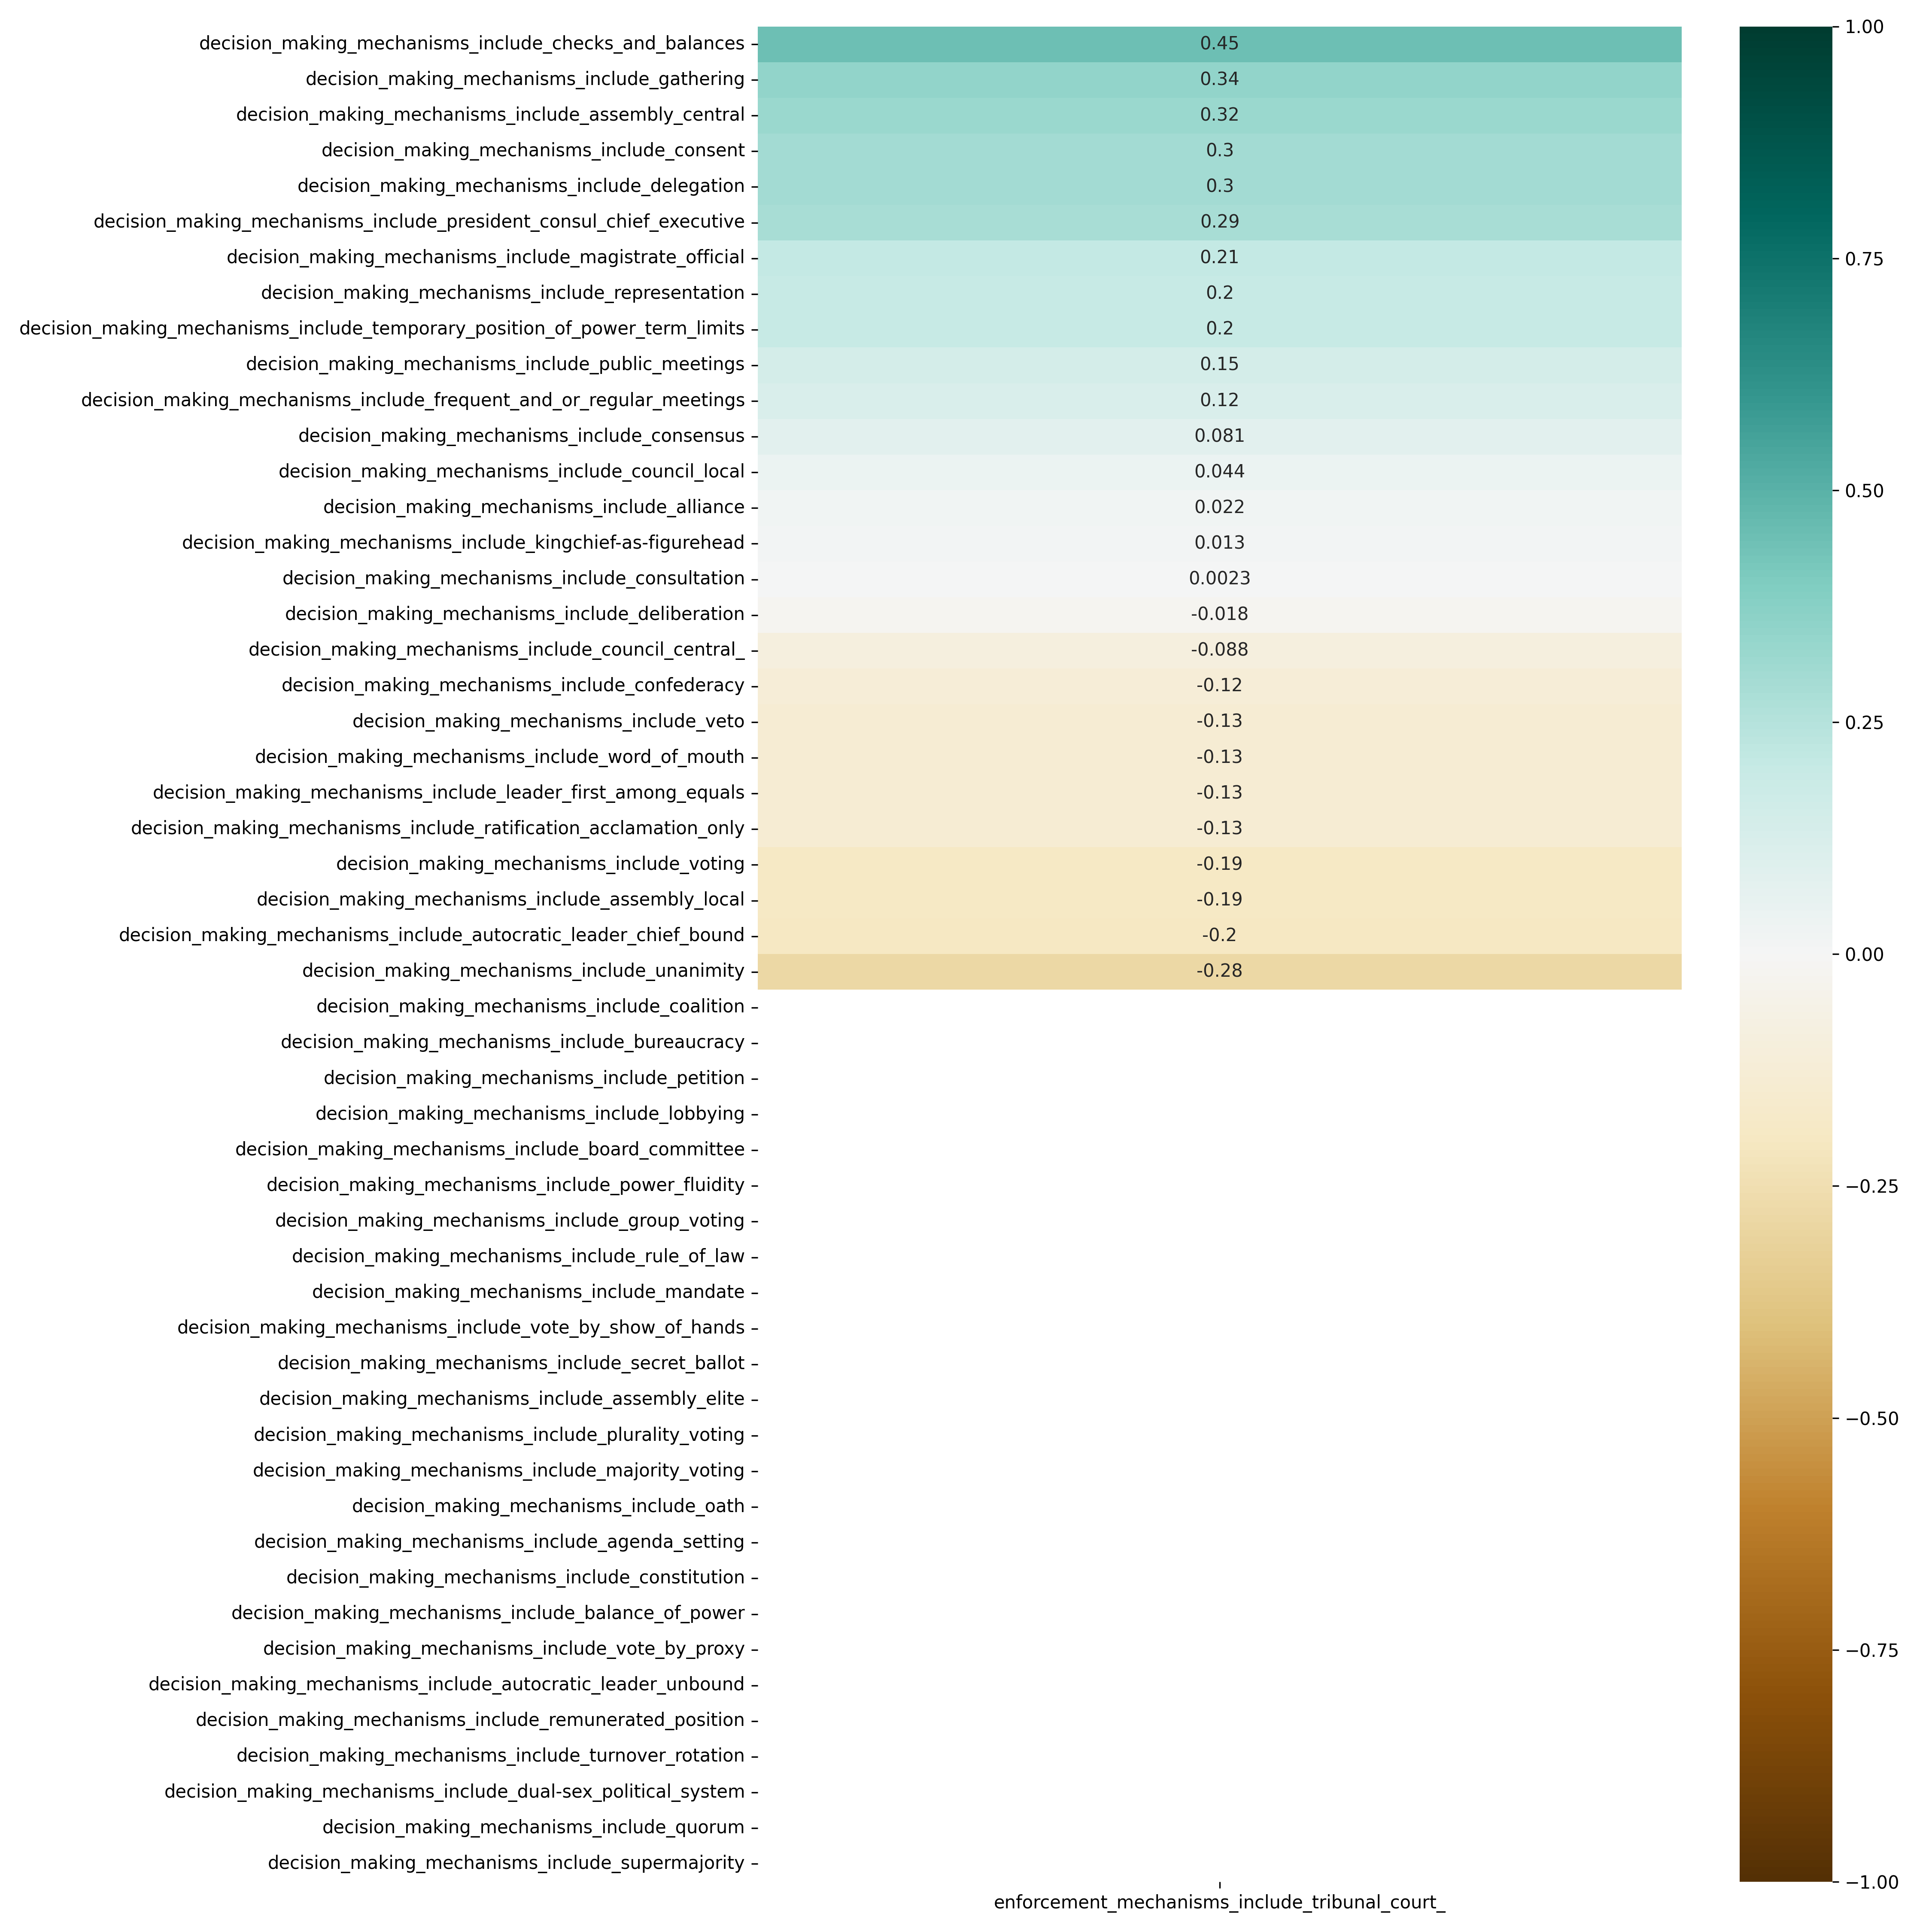 decision_making_mechanisms_include_checks_and_balances 0.45
decision_making_mechanisms_include_gathering 0.34
decision_making_mechanisms_include_assembly_central 0.32
decision_making_mechanisms_include_consent 0.3
decision_making_mechanisms_include_delegation 0.3
decision_making_mechanisms_include_president_consul_chief_executive 0.29
decision_making_mechanisms_include_magistrate_official 0.21
decision_making_mechanisms_include_representation 0.2
decision_making_mechanisms_include_temporary_position_of_power_term_limits 0.2
decision_making_mechanisms_include_public_meetings 0.15
decision_making_mechanisms_include_frequent_and_or_regular_meetings 0.12
decision_making_mechanisms_include_consensus 0.081
decision_making_mechanisms_include_council_local 0.044
decision_making_mechanisms_include_alliance 0.022
decision_making_mechanisms_include_kingchief-as-figurehead 0.013
decision_making_mechanisms_include_consultation 0.0023
decision_making_mechanisms_include_deliberation -0.018
decision_making_mechanisms_include_council_central_ -0.088
decision_making_mechanisms_include_confederacy -0.12
decision_making_mechanisms_include_veto -0.13
decision_making_mechanisms_include_word_of_mouth -0.13
decision_making_mechanisms_include_leader_first_among_equals -0.13
decision_making_mechanisms_include_ratification_acclamation_only -0.13
decision_making_mechanisms_include_voting -0.19
decision_making_mechanisms_include_assembly_local -0.19
decision_making_mechanisms_include_autocratic_leader_chief_bound -0.2
decision_making_mechanisms_include_unanimity -0.28
decision_making_mechanisms_include_coalition
decision_making_mechanisms_include_bureaucracy
decision_making_mechanisms_include_petition
decision_making_mechanisms_include_lobbying
decision_making_mechanisms_include_board_committee
decision_making_mechanisms_include_power_fluidity
decision_making_mechanisms_include_group_voting
decision_making_mechanisms_include_rule_of_law
decision_making_mechanisms_include_mandate
decision_making_mechanisms_include_vote_by_show_of_hands
decision_making_mechanisms_include_secret_ballot
decision_making_mechanisms_include_assembly_elite
decision_making_mechanisms_include_plurality_voting
decision_making_mechanisms_include_majority_voting
decision_making_mechanisms_include_oath
decision_making_mechanisms_include_agenda_setting
decision_making_mechanisms_include_constitution
decision_making_mechanisms_include_balance_of_power
decision_making_mechanisms_include_vote_by_proxy
decision_making_mechanisms_include_autocratic_leader_unbound
decision_making_mechanisms_include_remunerated_position
decision_making_mechanisms_include_turnover_rotation
decision_making_mechanisms_include_dual-sex_political_system
decision_making_mechanisms_include_quorum
decision_making_mechanisms_include_supermajority
enforcement_mechanisms_include_tribunal_court_
1.00
0.75
0.50
0.25
0.00
−0.25
−0.50
−0.75
−1.00